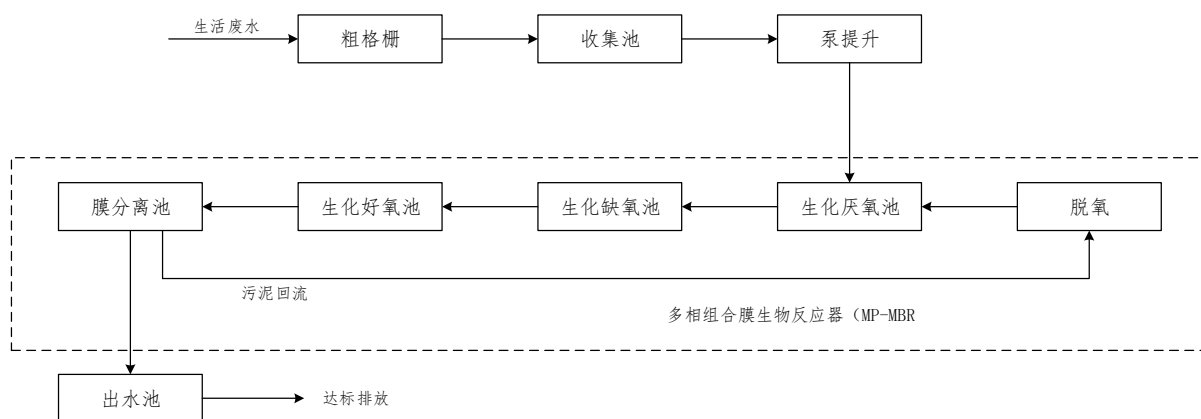 生活废水
粗格栅
收集池
泵提升
膜分离池
生化好氧池
生化缺氧池
生化厌氧池
脱氧
污泥回流
多相组合膜生物反应器（MP-MBR
出水池
达标排放